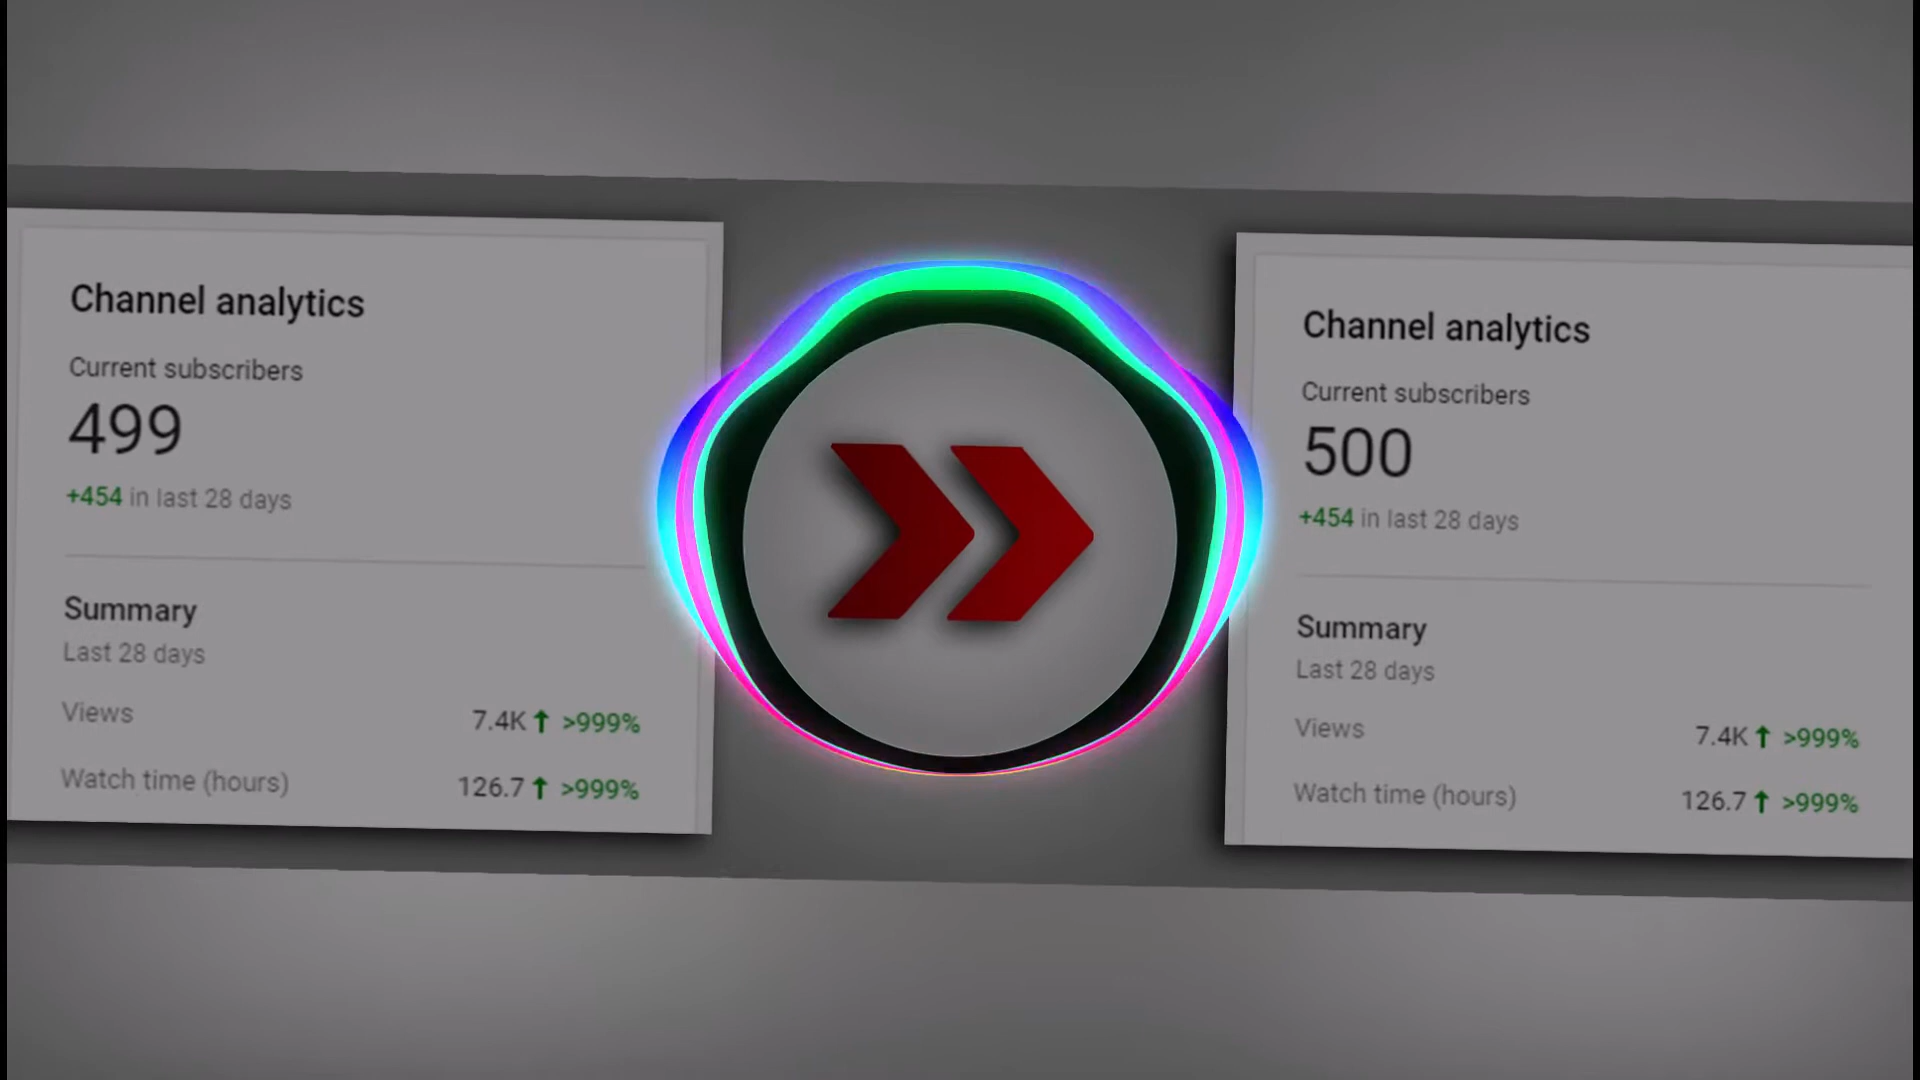 Channel analytics
Current subscribers
499
+454 in last 28 days
Summary
Last 28 days
Views 7.4K >999%
Watch time (hours) 126.7 >999%
Channel analytics
Current subscribers
500
+454 in last 28 days
Summary
Last 28 days
Views 7.4K >999%
Watch time (hours) 126.7 >999%